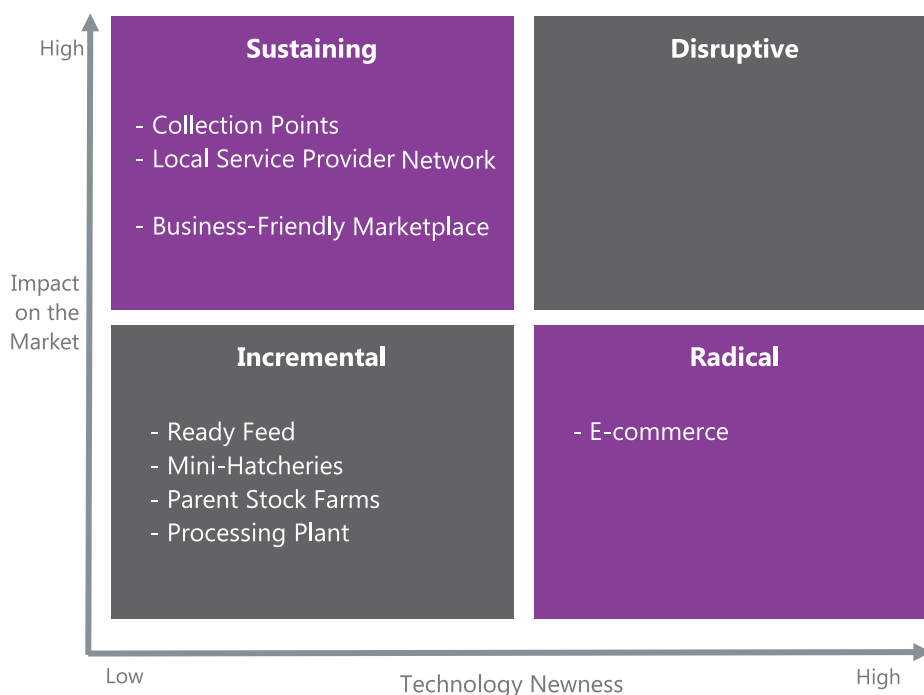 High
Sustaining
- Collection Points
- Local Service Provider Network
- Business-Friendly Marketplace
Disruptive
Impact
on the
Market
Incremental
- Ready Feed
- Mini-Hatcheries
- Parent Stock Farms
- Processing Plant
Radical
- E-commerce
Low
Technology Newness
High